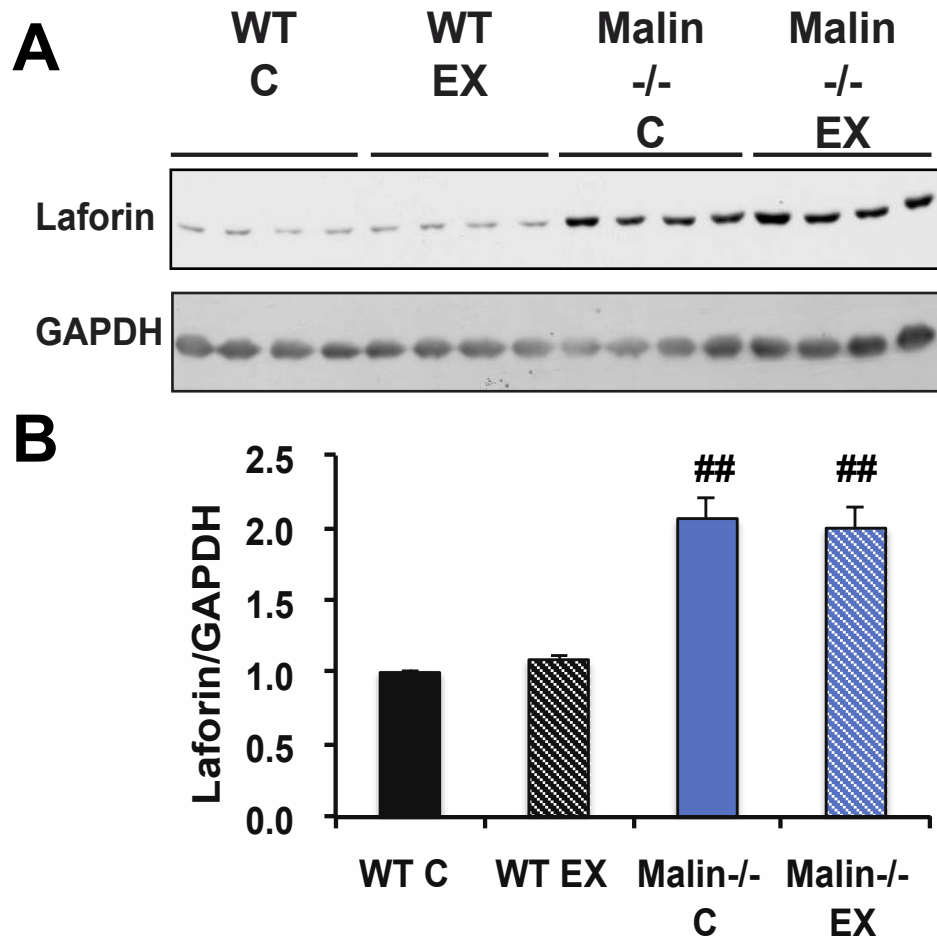 A
WT WT Malin Malin
C EX -/- -/-
C EX
Laforin
GAPDH
B
## ##
2.5
2.0
1.5
1.0
0.5
0.0
Laforin/GAPDH
WT C WT EX Malin-/- Malin-/-
C EX